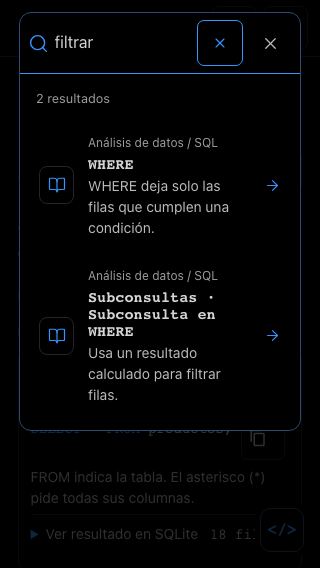 filtrar
2 resultados
Análisis de datos / SQL
WHERE
WHERE deja solo las
filas que cumplen una
condición.
Análisis de datos / SQL
Subconsultas ·
Subconsulta en
WHERE
Usa un resultado
calculado para filtrar
filas.
FROM indica la tabla. El asterisco (*)
pide todas sus columnas.
Ver resultado en SQLite 18 fi
</>